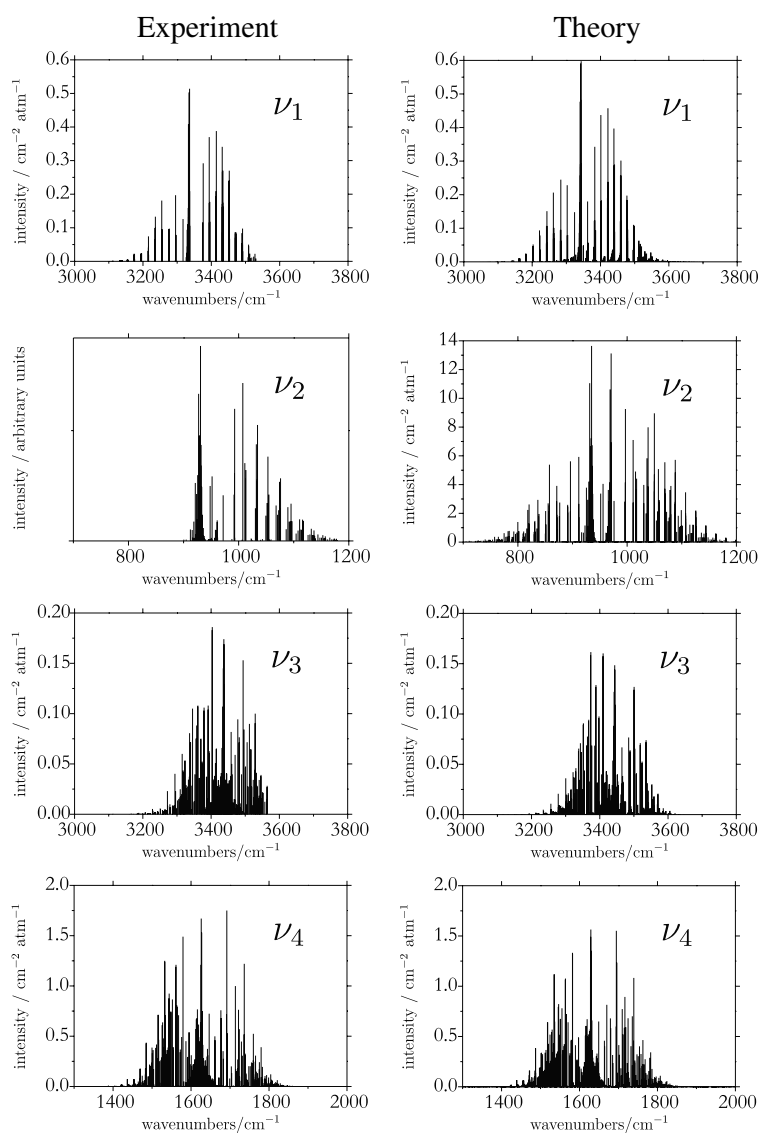 Experiment
Theory
ν1
intensity / cm−2 atm−1
0.6
0.5
0.4
0.3
0.2
0.1
0.0
3000 3200 3400 3600 3800
wavenumbers/cm−1
ν1
intensity / cm−2 atm−1
0.6
0.5
0.4
0.3
0.2
0.1
0.0
3000 3200 3400 3600 3800
wavenumbers/cm−1
ν2
intensity / arbitrary units
800 1000 1200
wavenumbers/cm−1
ν2
intensity / cm−2 atm−1
14
12
10
8
6
4
2
0
800 1000 1200
wavenumbers/cm−1
ν3
intensity / cm−2 atm−1
0.20
0.15
0.10
0.05
0.00
3000 3200 3400 3600 3800
wavenumbers/cm−1
ν3
intensity / cm−2 atm−1
0.20
0.15
0.10
0.05
0.00
3000 3200 3400 3600 3800
wavenumbers/cm−1
ν4
intensity / cm−2 atm−1
2.0
1.5
1.0
0.5
0.0
1400 1600 1800 2000
wavenumbers/cm−1
ν4
intensity / cm−2 atm−1
2.0
1.5
1.0
0.5
0.0
1400 1600 1800 2000
wavenumbers/cm−1